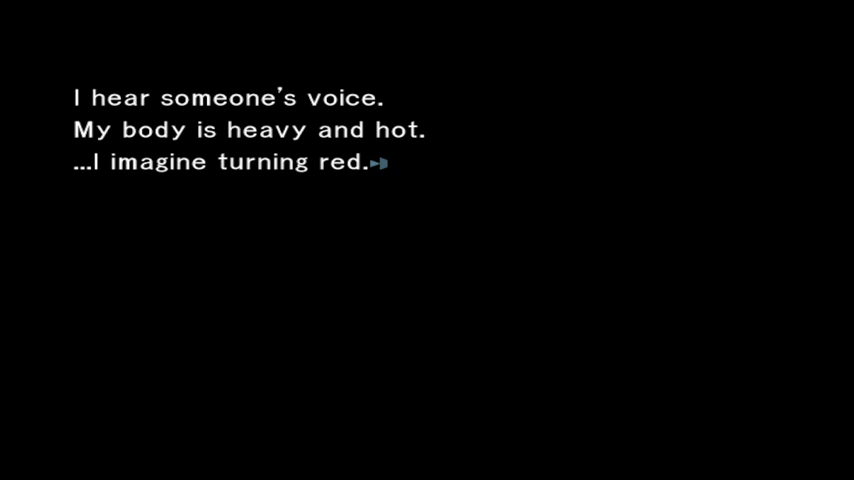 I hear someone's voice.
My body is heavy and hot.
...I imagine turning red.